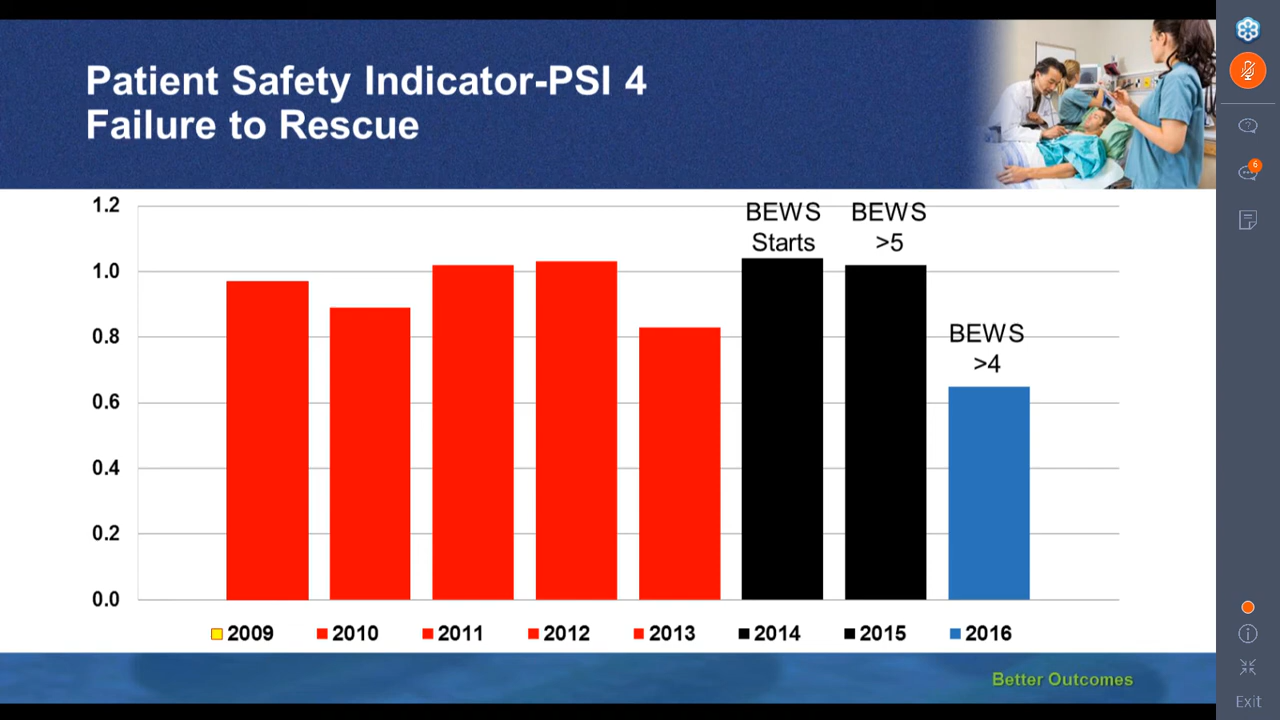 Patient Safety Indicator-PSI 4
Failure to Rescue
1.2
1.0
0.8
0.6
0.4
0.2
0.0
BEWS
Starts
BEWS
>5
BEWS
>4
2009 2010 2011 2012 2013 2014 2015 2016
Better Outcomes
6
Exit